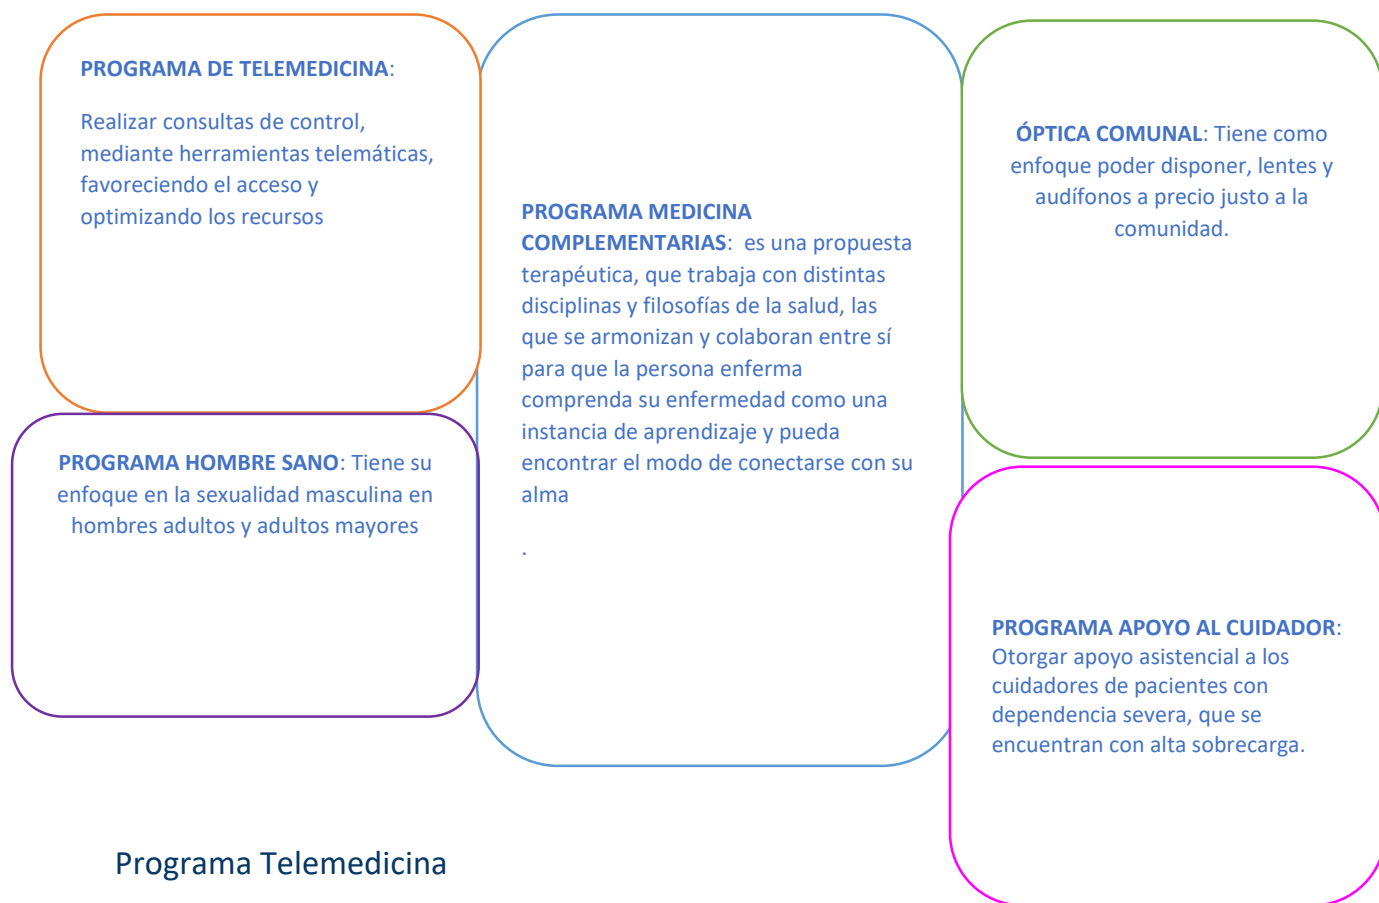 PROGRAMA DE TELEMEDICINA:
Realizar consultas de control,
mediante herramientas telemáticas,
favoreciendo el acceso y
optimizando los recursos
PROGRAMA HOMBRE SANO: Tiene su
enfoque en la sexualidad masculina en
hombres adultos y adultos mayores
PROGRAMA MEDICINA
COMPLEMENTARIAS: es una propuesta
terapéutica, que trabaja con distintas
disciplinas y filosofías de la salud, las
que se armonizan y colaboran entre sí
para que la persona enferma
comprenda su enfermedad como una
instancia de aprendizaje y pueda
encontrar el modo de conectarse con su
alma
.
ÓPTICA COMUNAL: Tiene como
enfoque poder disponer, lentes y
audífonos a precio justo a la
comunidad.
PROGRAMA APOYO AL CUIDADOR:
Otorgar apoyo asistencial a los
cuidadores de pacientes con
dependencia severa, que se
encuentran con alta sobrecarga.
Programa Telemedicina